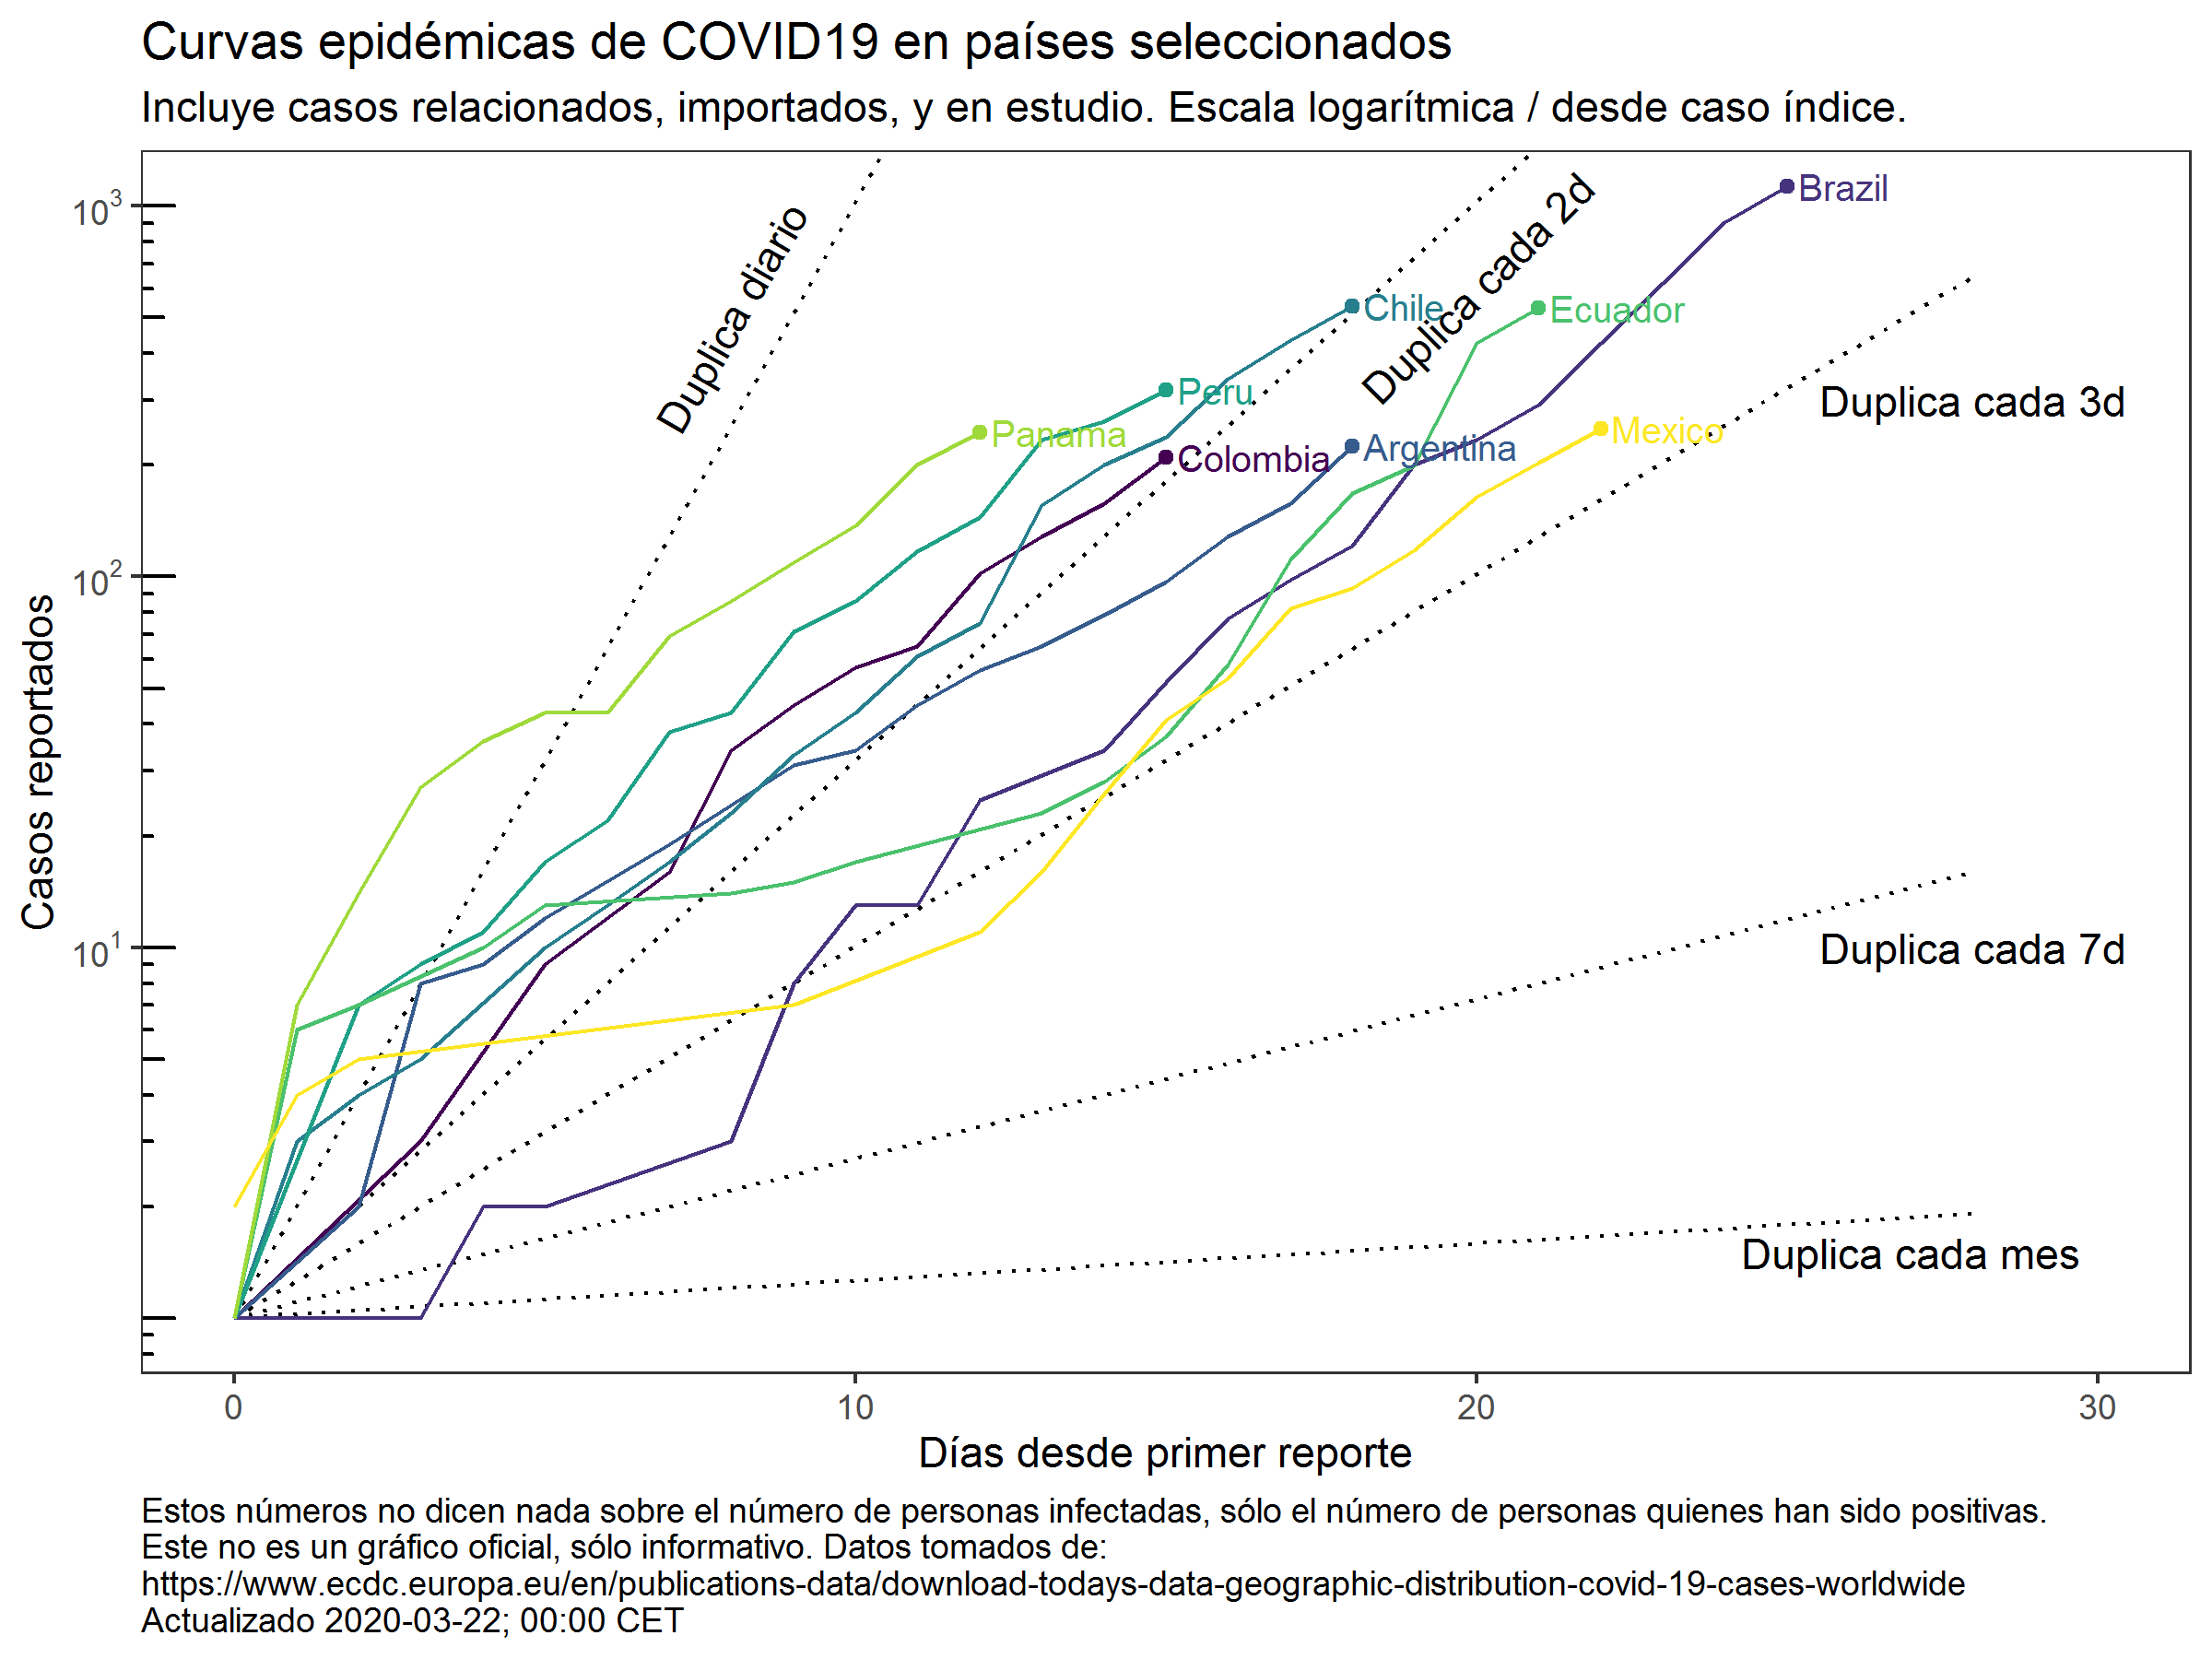 Curvas epidémicas de COVID19 en países seleccionados
Incluye casos relacionados, importados, y en estudio. Escala logarítmica / desde caso índice.
Casos reportados
10³
10²
10¹
Duplica diario
Duplica cada 2d
Brazil
Chile
Ecuador
Peru
Duplica cada 3d
Panama
Mexico
Argentina
Colombia
Duplica cada 7d
Duplica cada mes
0 10 20 30
Días desde primer reporte
Estos números no dicen nada sobre el número de personas infectadas, sólo el número de personas quienes han sido positivas.
Este no es un gráfico oficial, sólo informativo. Datos tomados de:
https://www.ecdc.europa.eu/en/publications-data/download-todays-data-geographic-distribution-covid-19-cases-worldwide
Actualizado 2020-03-22; 00:00 CET